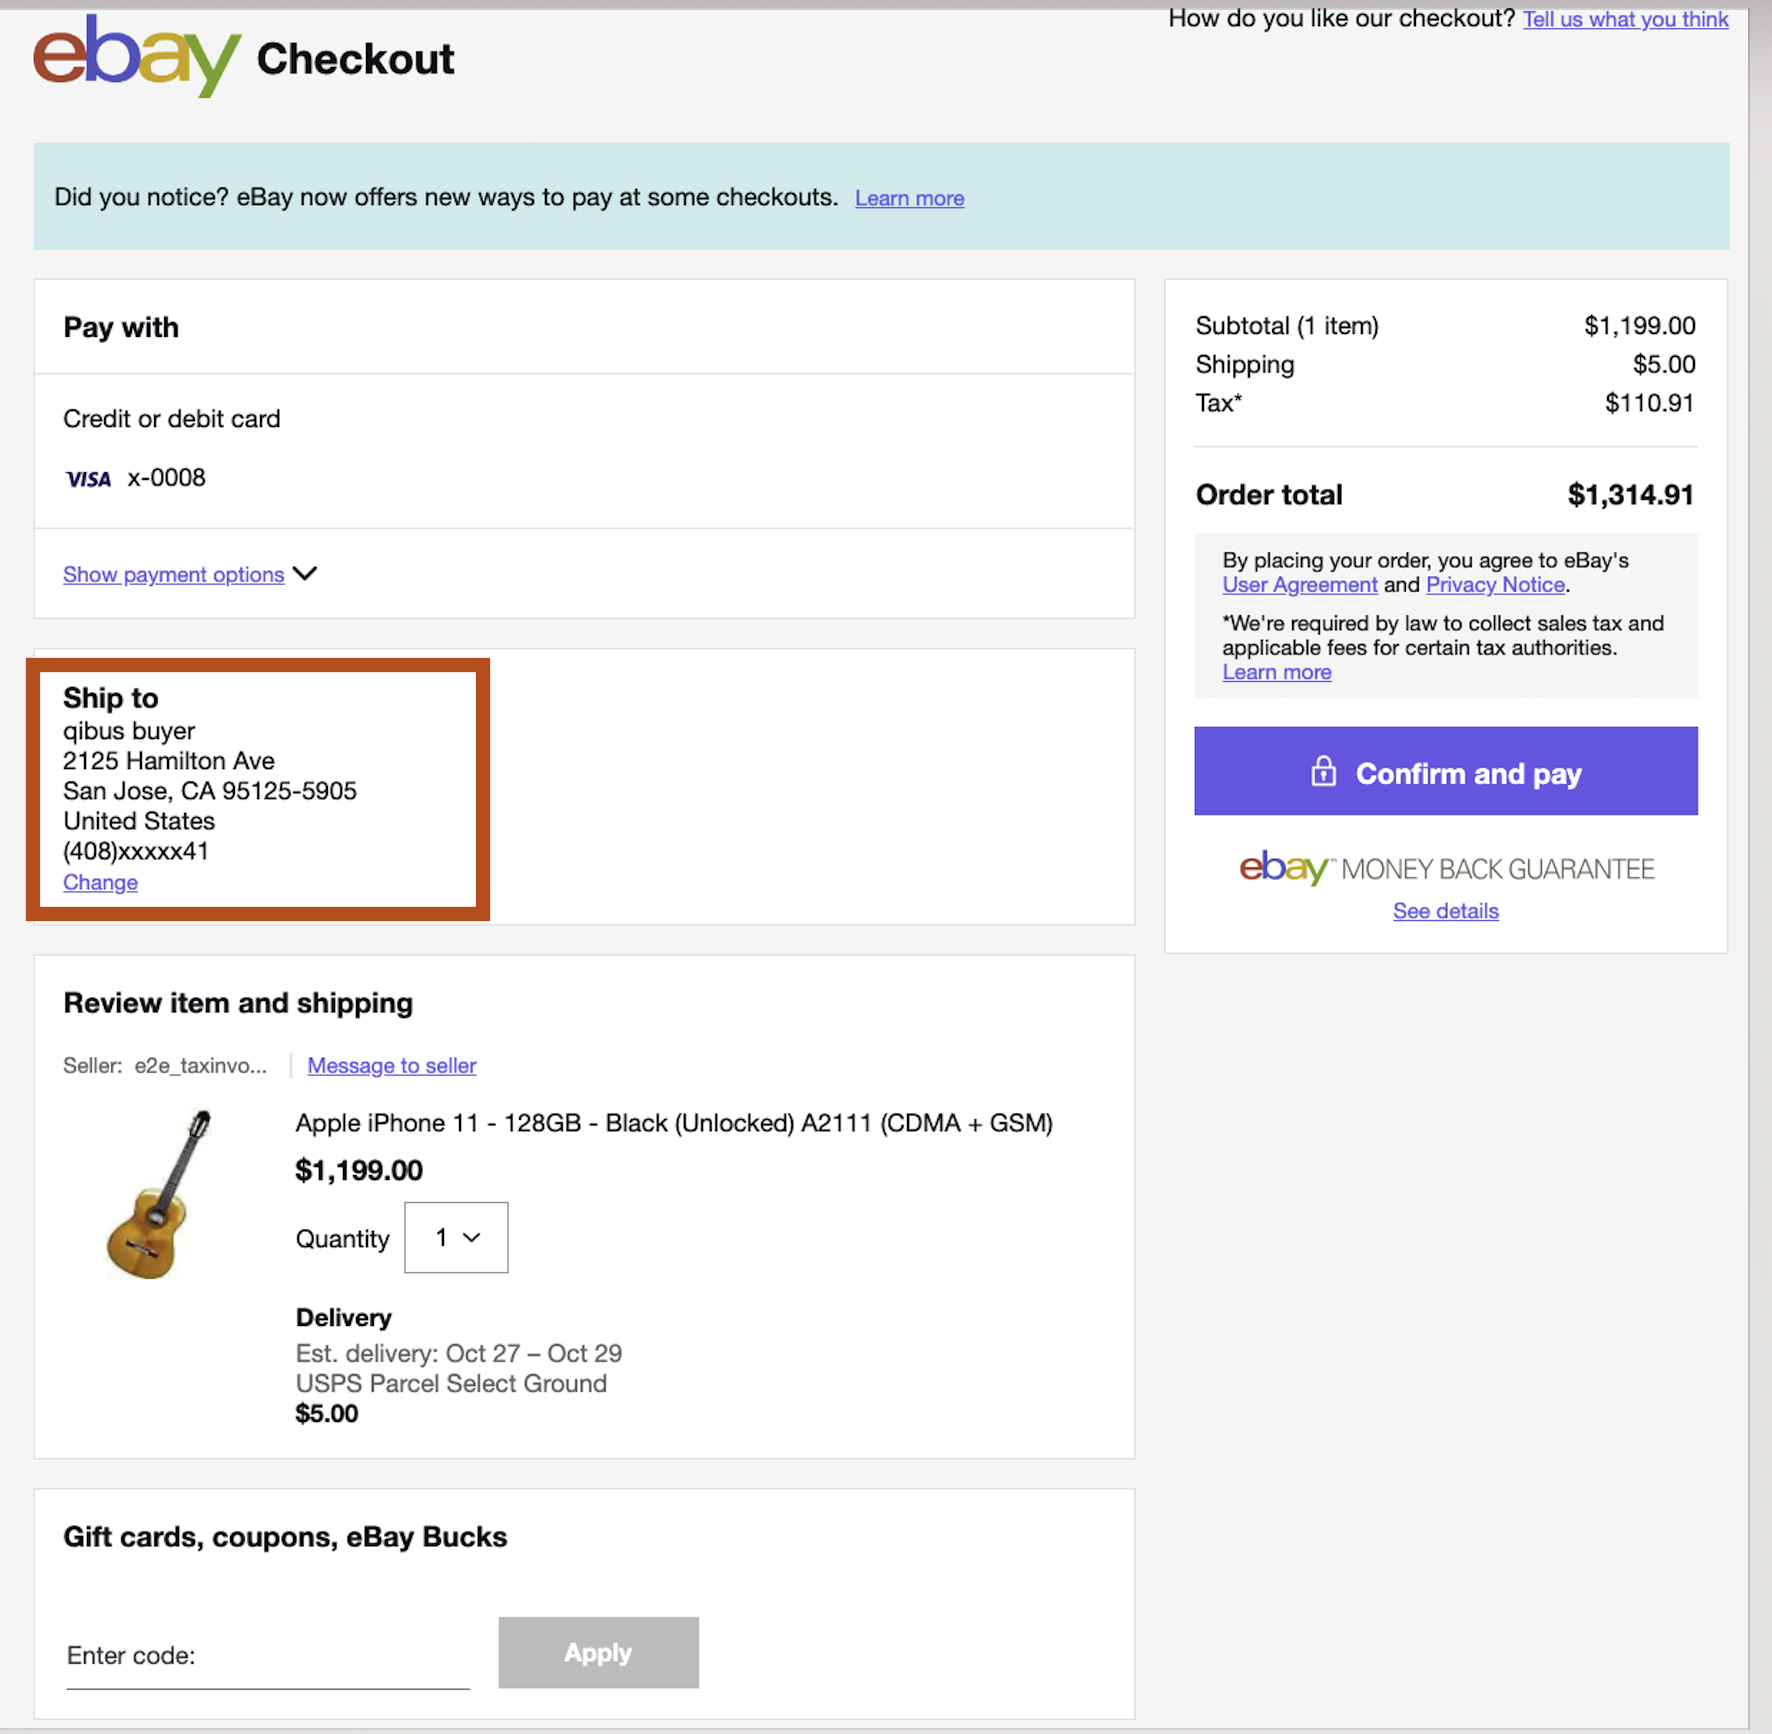 How do you like our checkout? Tell us what you think
ebay Checkout
Did you notice? eBay now offers new ways to pay at some checkouts. Learn more
Pay with
Credit or debit card
VISA x-0008
Show payment options
Ship to
qibus buyer
2125 Hamilton Ave
San Jose, CA 95125-5905
United States
(408)xxxxx41
Change
Review item and shipping
Seller: e2e_taxinvo... Message to seller
Apple iPhone 11 - 128GB - Black (Unlocked) A2111 (CDMA + GSM)
$1,199.00
Quantity 1
Delivery
Est. delivery: Oct 27 – Oct 29
USPS Parcel Select Ground
$5.00
Gift cards, coupons, eBay Bucks
Enter code: Apply
Subtotal (1 item) $1,199.00
Shipping $5.00
Tax* $110.91
Order total $1,314.91
By placing your order, you agree to eBay's
User Agreement and Privacy Notice.
*We're required by law to collect sales tax and
applicable fees for certain tax authorities.
Learn more
Confirm and pay
ebay™ MONEY BACK GUARANTEE
See details